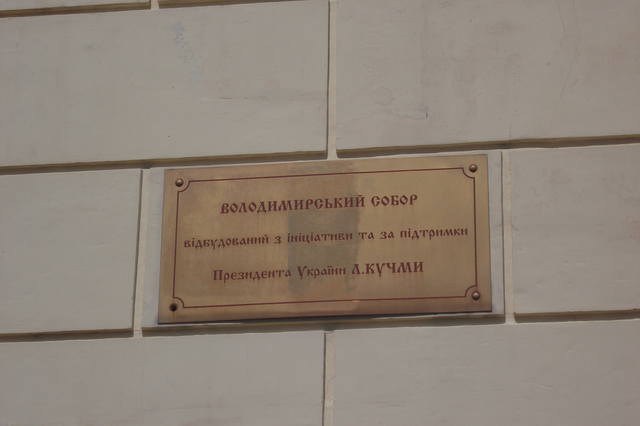 ВОЛОДИМИРСЬКИЙ СОБОР
відбудований з ініціативи та за підтримки
Президента України Л.КУЧМИ